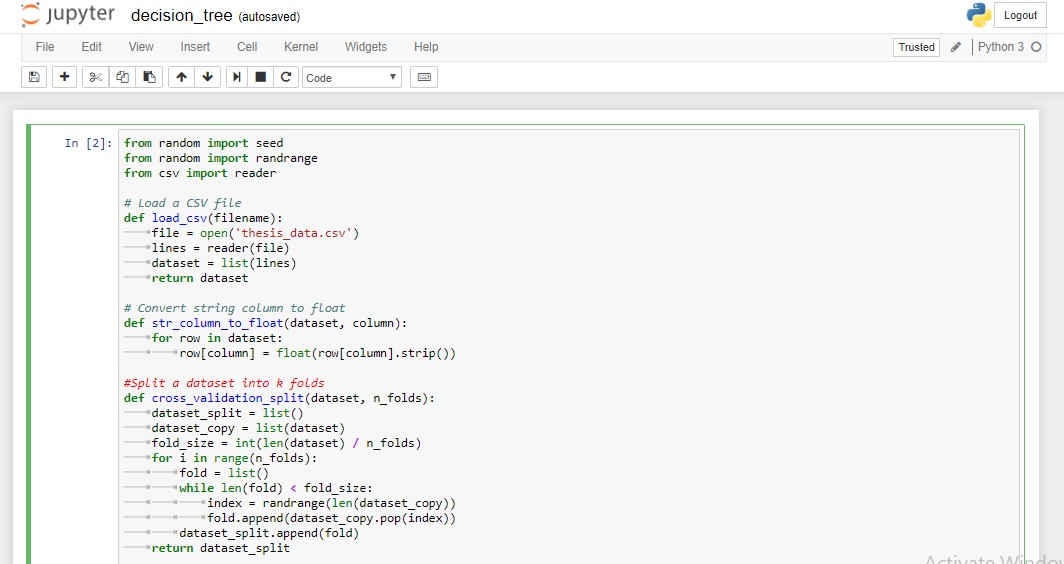 jupyter decision_tree (autosaved) Logout
File Edit View Insert Cell Kernel Widgets Help Trusted Python 3
Code
In [2]: from random import seed
from random import randrange
from csv import reader
# Load a CSV file
def load_csv(filename):
file = open('thesis_data.csv')
lines = reader(file)
dataset = list(lines)
return dataset
# Convert string column to float
def str_column_to_float(dataset, column):
for row in dataset:
row[column] = float(row[column].strip())
#Split a dataset into k folds
def cross_validation_split(dataset, n_folds):
dataset_split = list()
dataset_copy = list(dataset)
fold_size = int(len(dataset) / n_folds)
for i in range(n_folds):
fold = list()
while len(fold) < fold_size:
index = randrange(len(dataset_copy))
fold.append(dataset_copy.pop(index))
dataset_split.append(fold)
return dataset_split
Activate Windo